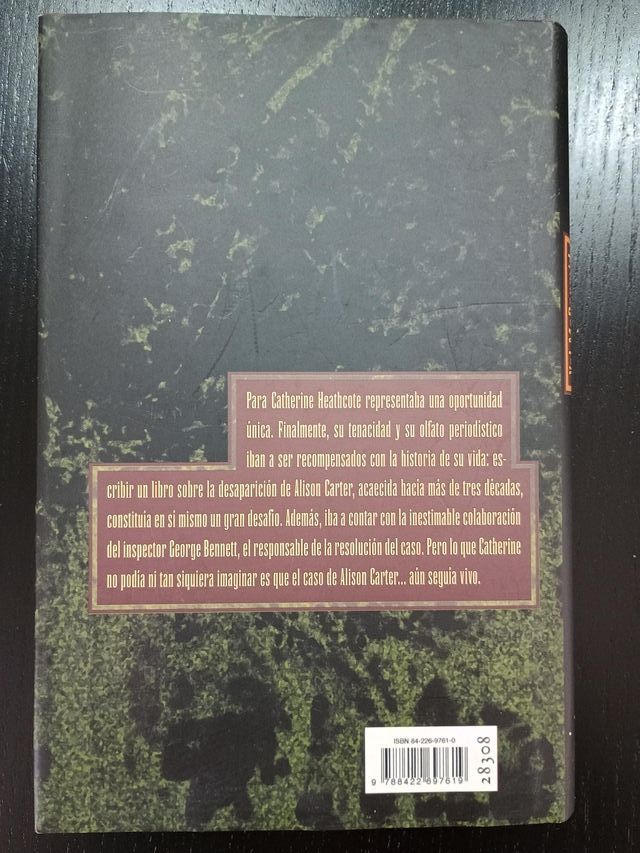 Para Catherine Heathcote representaba una oportunidad
única. Finalmente, su tenacidad y su olfato periodístico
iban a ser recompensados con la historia de su vida: es-
cribir un libro sobre la desaparición de Alison Carter, acaecida hacia más de tres décadas,
constituia en sí mismo un gran desafío. Además, iba a contar con la inestimable colaboración
del inspector George Bennett, el responsable de la resolución del caso. Pero lo que Catherine
no podía ni tan siquiera imaginar es que el caso de Alison Carter... aún seguia vivo.
ISBN 84-226-9761-0
9 788422 697619
28308